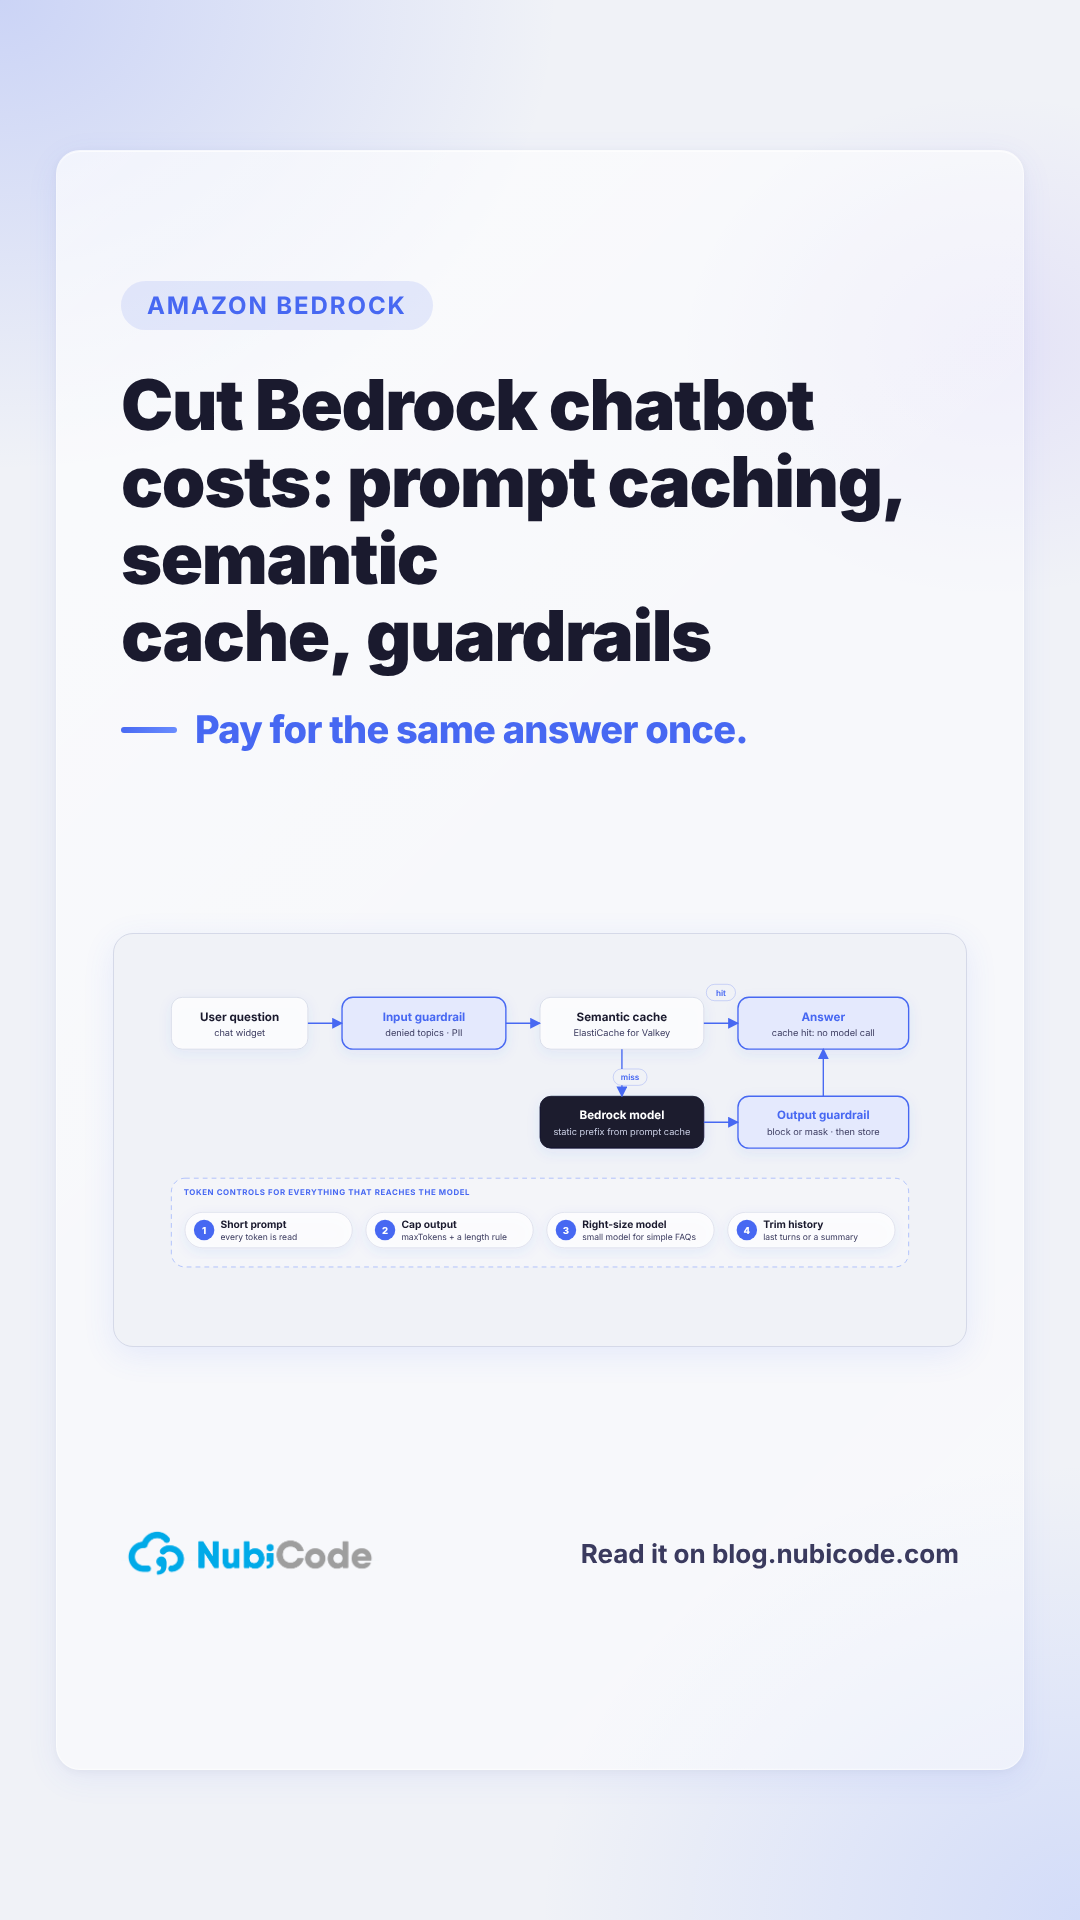 AMAZON BEDROCK
Cut Bedrock chatbot
costs: prompt caching,
semantic
cache, guardrails
Pay for the same answer once.
User question
chat widget
Input guardrail
denied topics · PII
Semantic cache
ElastiCache for Valkey
hit
Answer
cache hit: no model call
miss
Bedrock model
static prefix from prompt cache
Output guardrail
block or mask · then store
TOKEN CONTROLS FOR EVERYTHING THAT REACHES THE MODEL
1
Short prompt
every token is read
2
Cap output
maxTokens + a length rule
3
Right-size model
small model for simple FAQs
4
Trim history
last turns or a summary
NubiCode
Read it on blog.nubicode.com